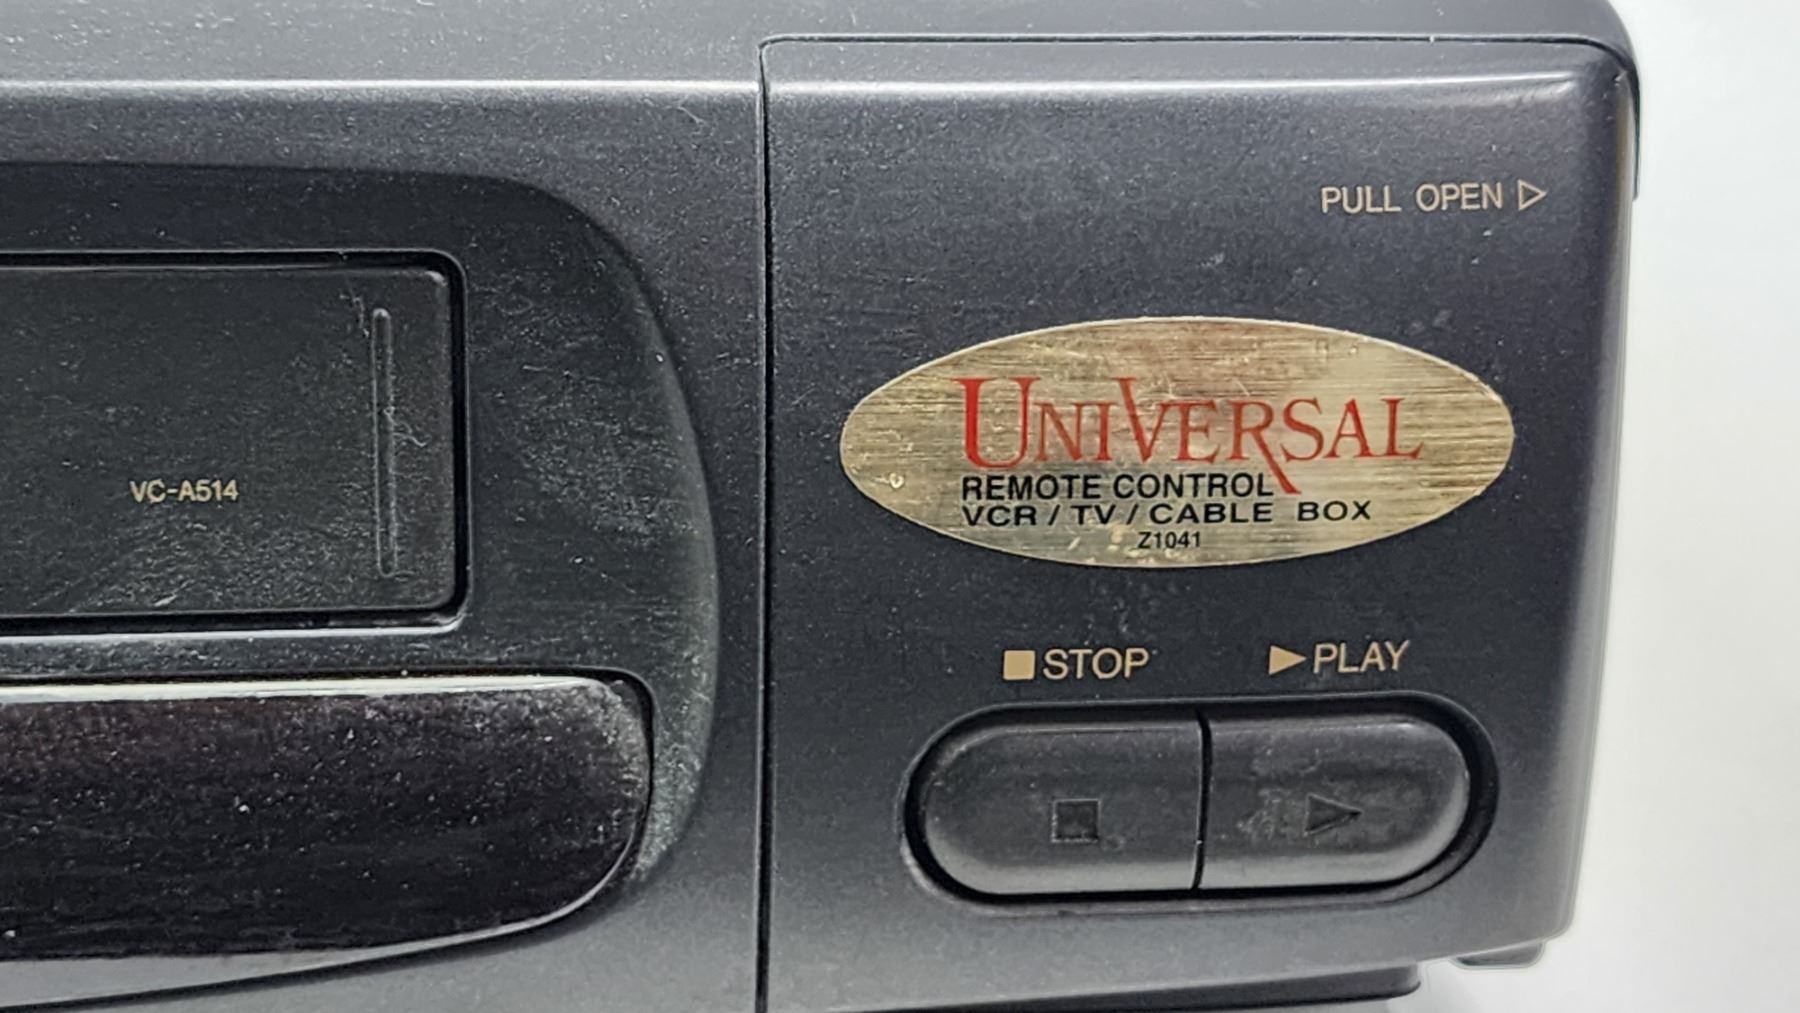 PULL OPEN ▷
VC-A514
UNIVERSAL
REMOTE CONTROL
VCR / TV / CABLE BOX
Z1041
■STOP ▶PLAY